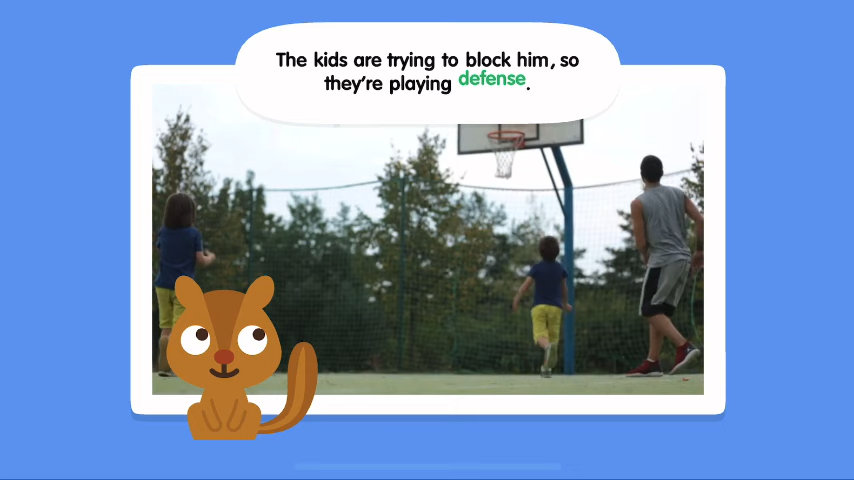 The kids are trying to block him, so
they're playing defense.